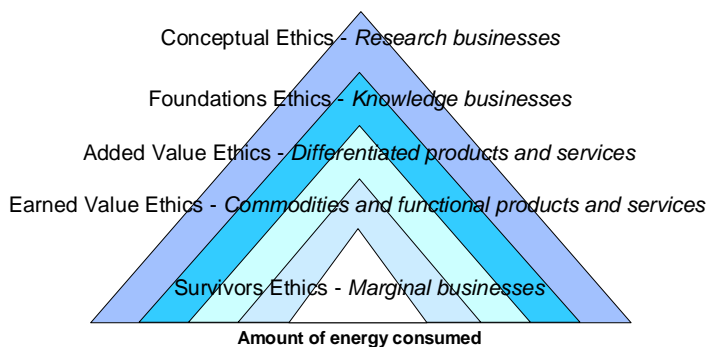 Conceptual Ethics - Research businesses
Foundations Ethics - Knowledge businesses
Added Value Ethics - Differentiated products and services
Earned Value Ethics - Commodities and functional products and services
Survivors Ethics - Marginal businesses
Amount of energy consumed